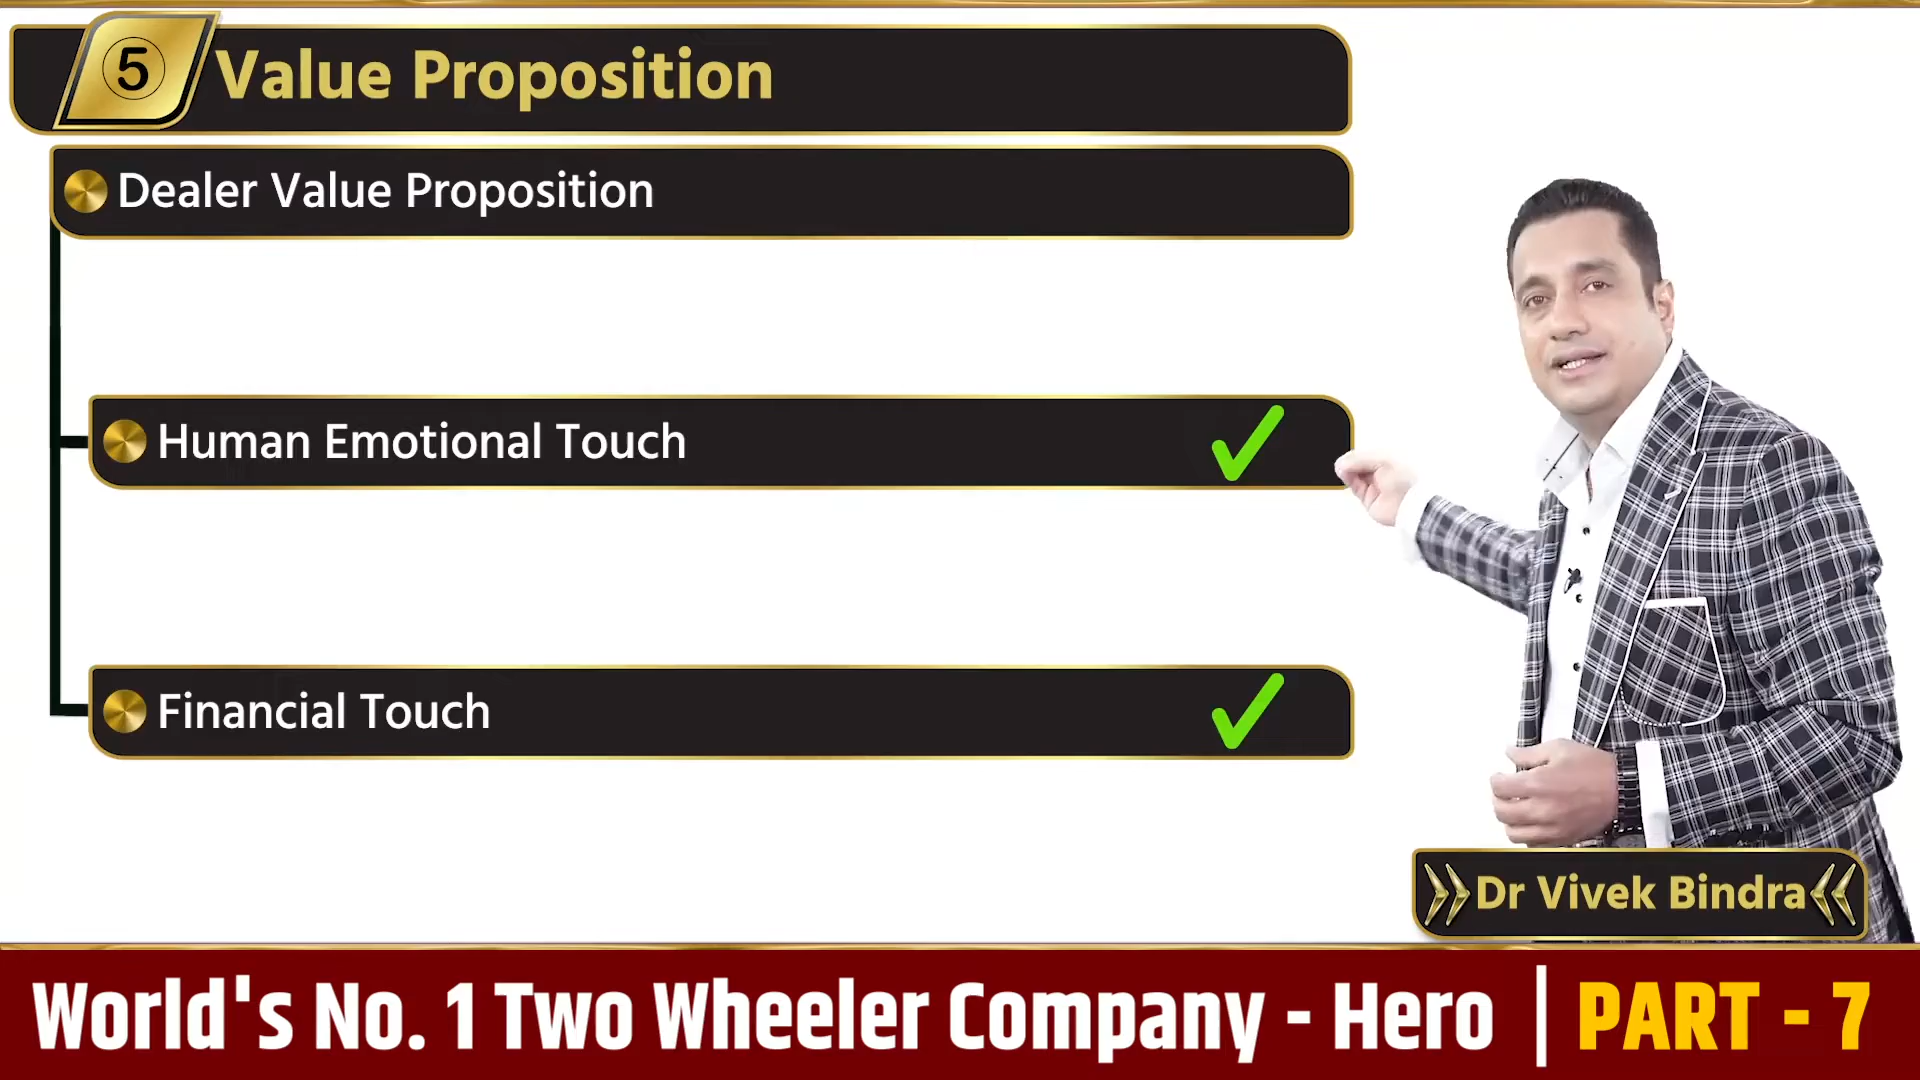 5 Value Proposition
Dealer Value Proposition
Human Emotional Touch
Financial Touch
Dr Vivek Bindra
World's No. 1 Two Wheeler Company - Hero | PART - 7